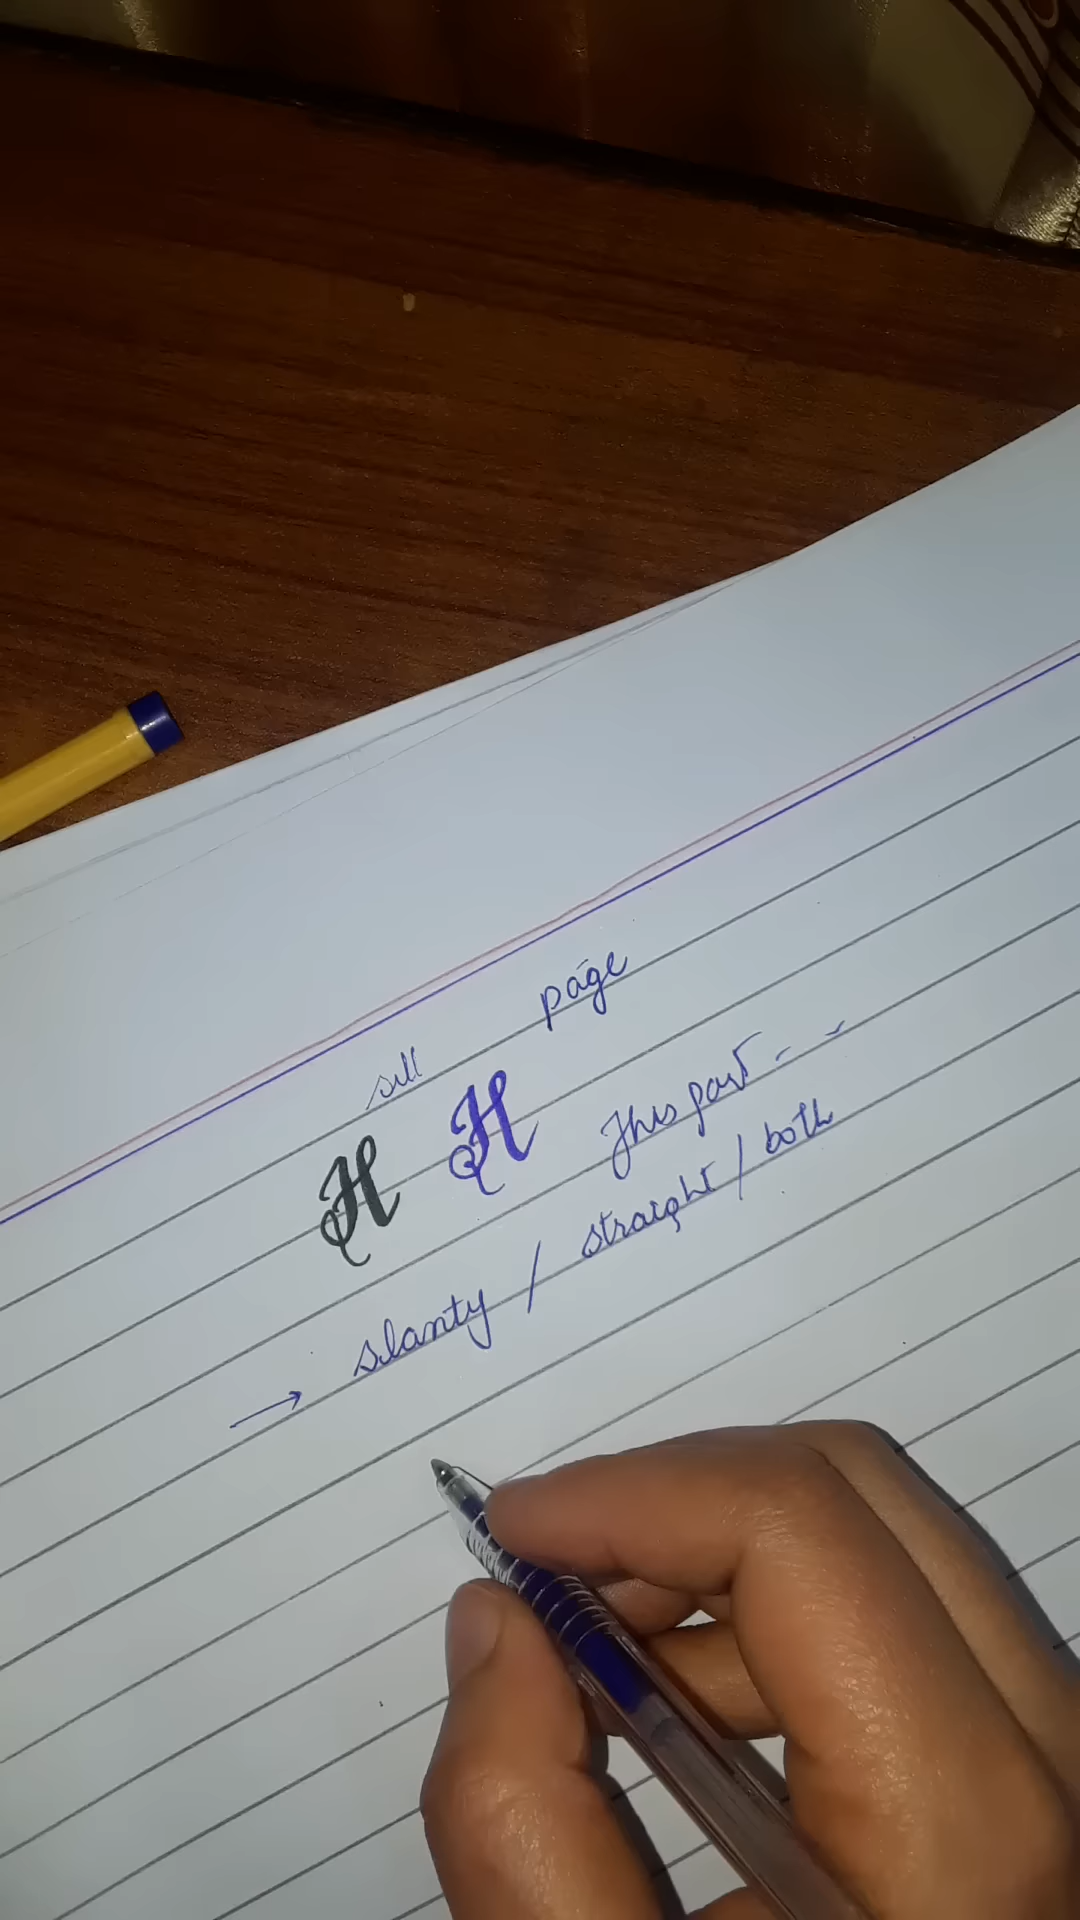 sell page
H H This part - -
→ slanty / straight / both